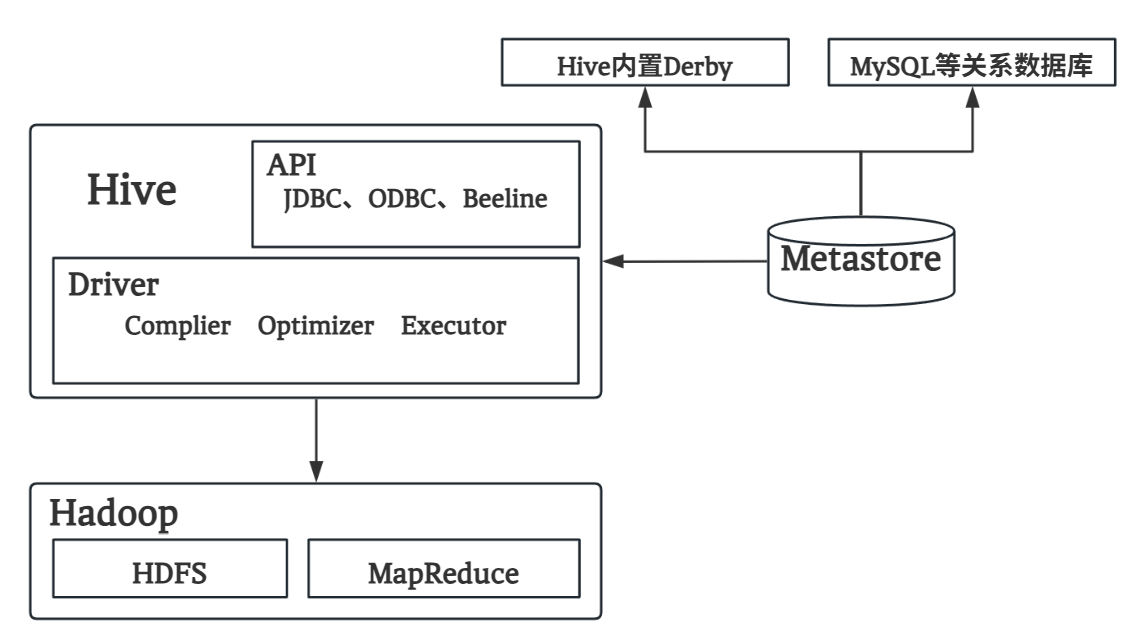 Hive内置Derby
MySQL等关系数据库
Hive
API
JDBC、ODBC、Beeline
Metastore
Driver
Complier Optimizer Executor
Hadoop
HDFS
MapReduce